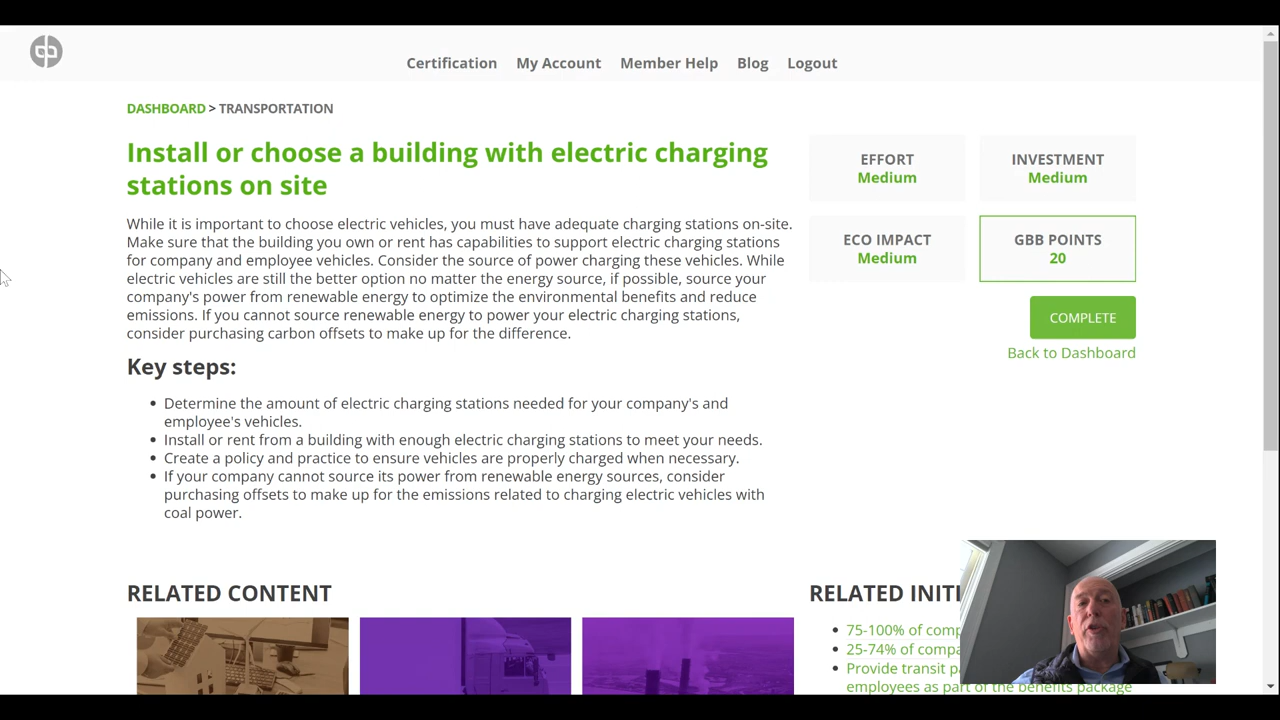 Certification My Account Member Help Blog Logout
DASHBOARD > TRANSPORTATION
Install or choose a building with electric charging
stations on site
While it is important to choose electric vehicles, you must have adequate charging stations on-site.
Make sure that the building you own or rent has capabilities to support electric charging stations
for company and employee vehicles. Consider the source of power charging these vehicles. While
electric vehicles are still the better option no matter the energy source, if possible, source your
company's power from renewable energy to optimize the environmental benefits and reduce
emissions. If you cannot source renewable energy to power your electric charging stations,
consider purchasing carbon offsets to make up for the difference.
Key steps:
• Determine the amount of electric charging stations needed for your company's and
employee's vehicles.
• Install or rent from a building with enough electric charging stations to meet your needs.
• Create a policy and practice to ensure vehicles are properly charged when necessary.
• If your company cannot source its power from renewable energy sources, consider
purchasing offsets to make up for the emissions related to charging electric vehicles with
coal power.
EFFORT
Medium
INVESTMENT
Medium
ECO IMPACT
Medium
GBB POINTS
20
COMPLETE
Back to Dashboard
RELATED CONTENT
RELATED INITI
• 75-100% of comp
• 25-74% of compa
• Provide transit pa
employees as part of the benefits package